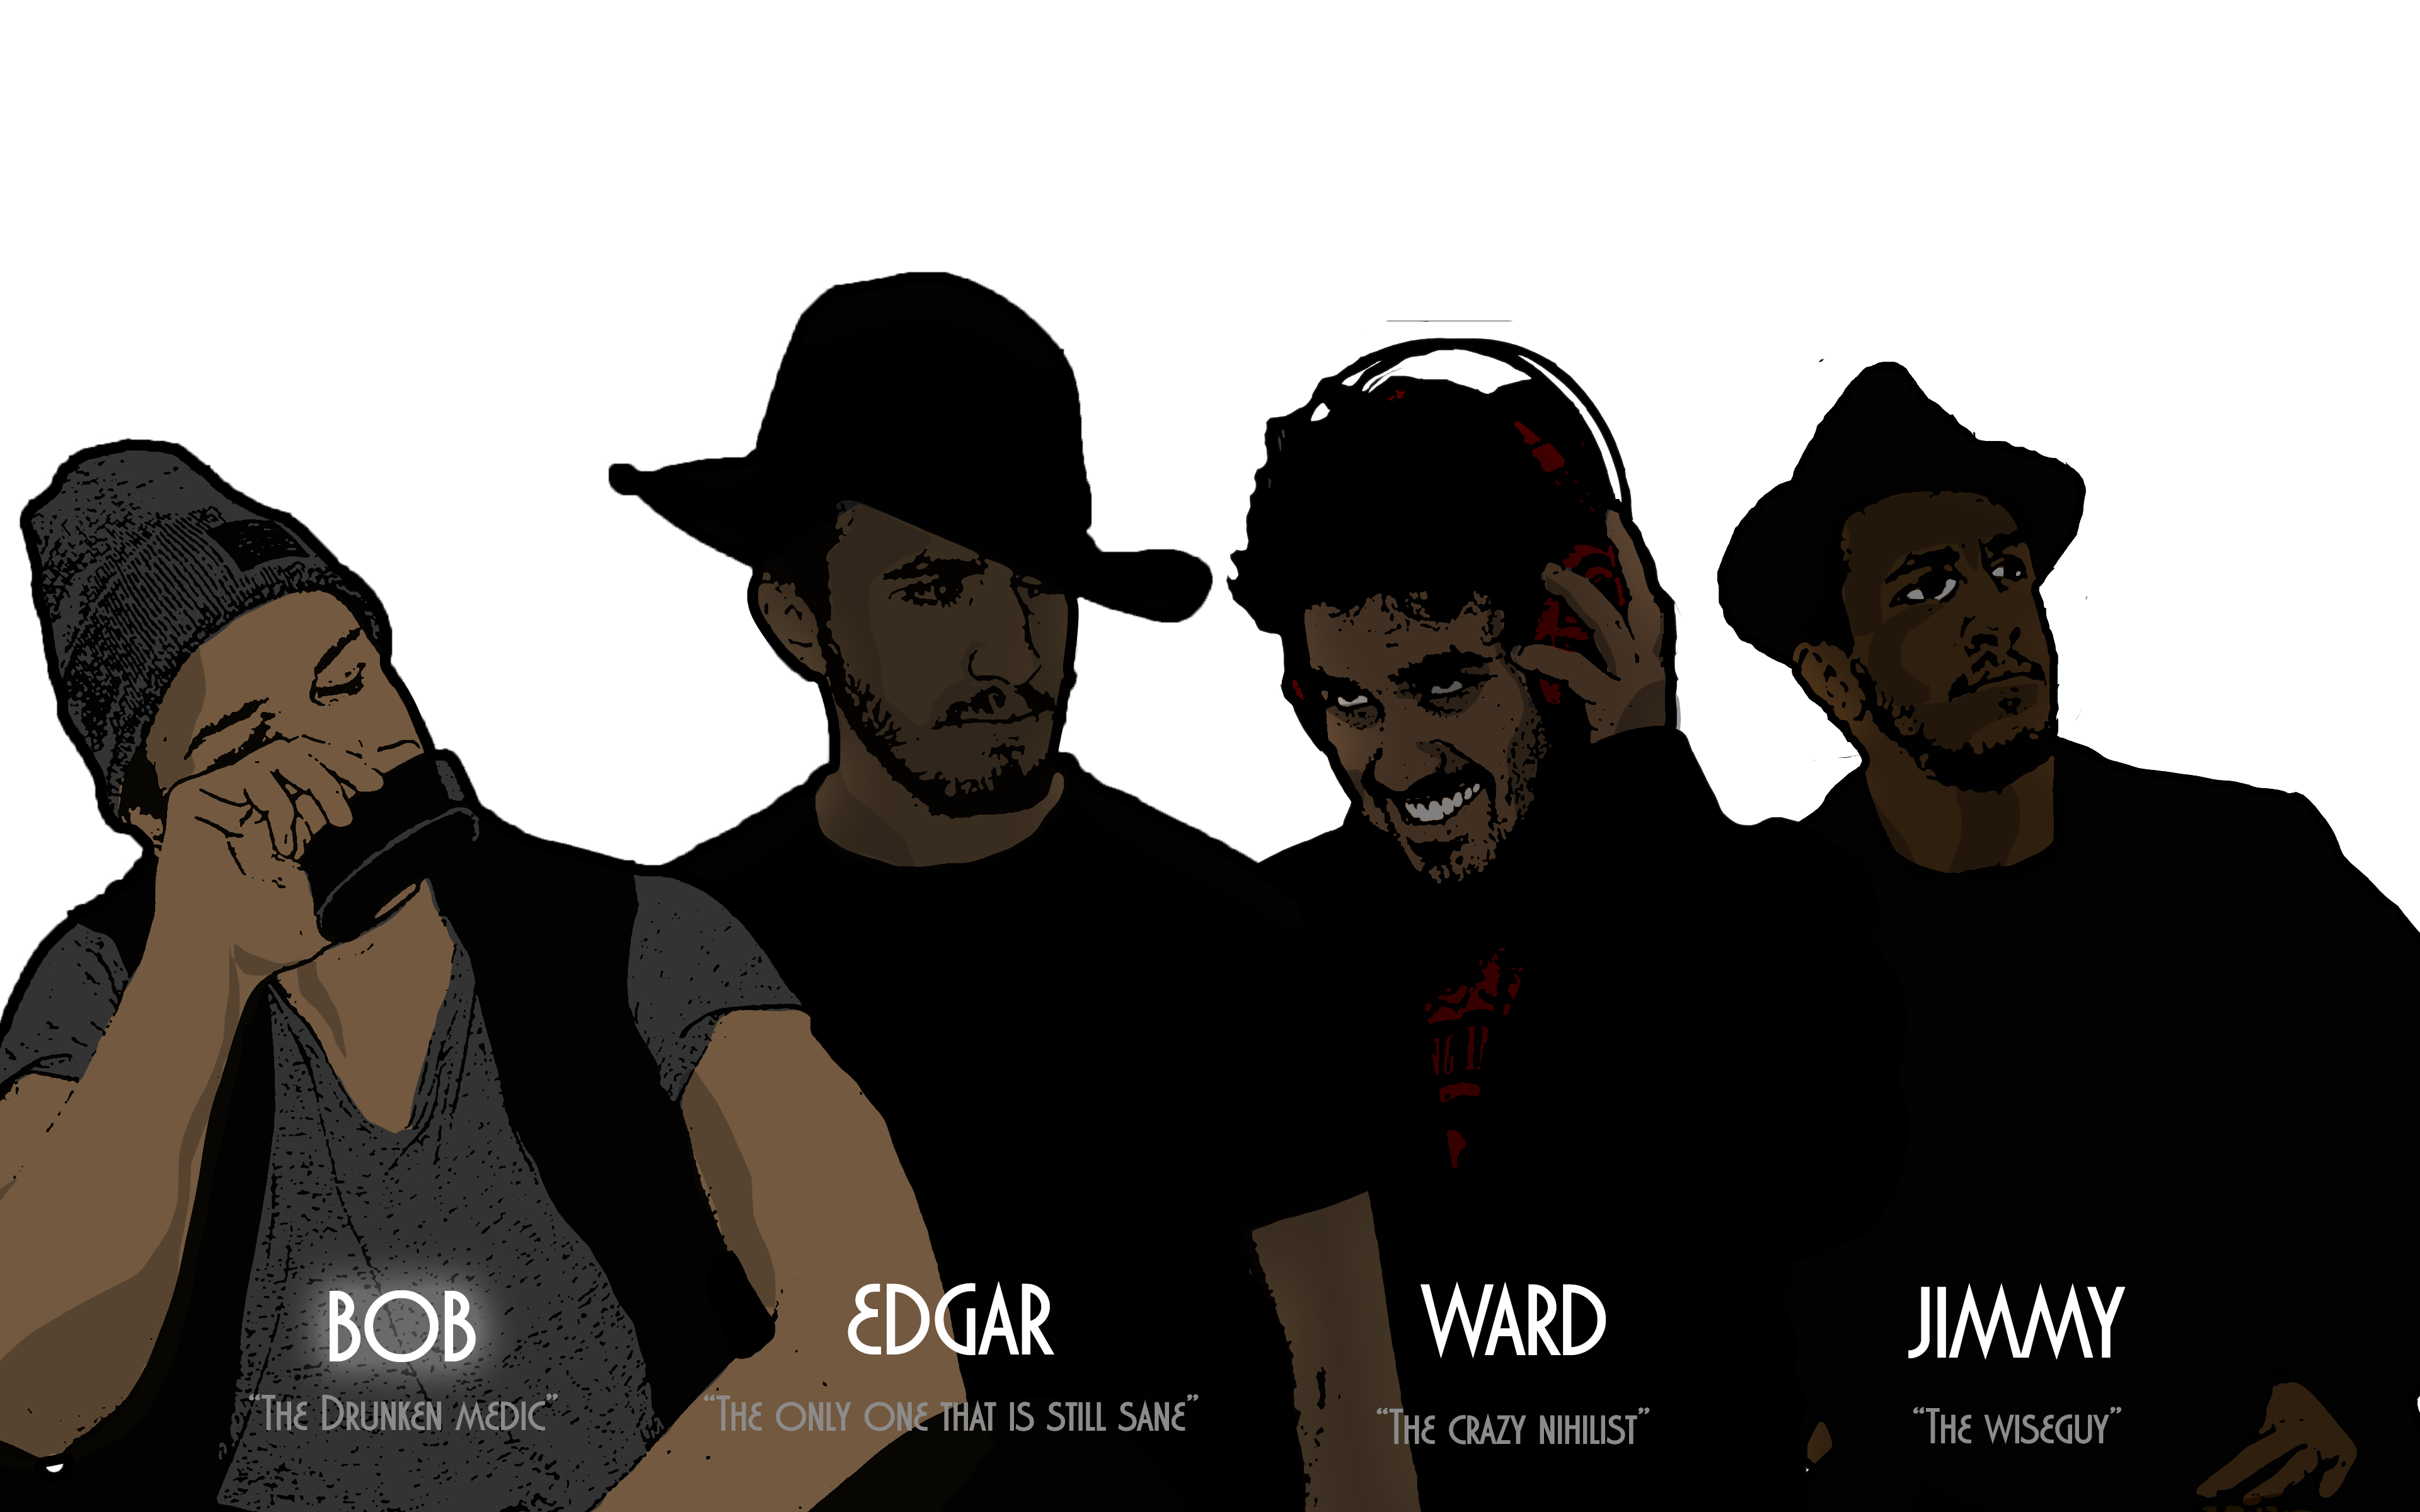 BOB
“The Drunken medic”
EDGAR
“The only one that is still sane”
WARD
“The crazy nihilist”
JIMMY
“The wiseguy”